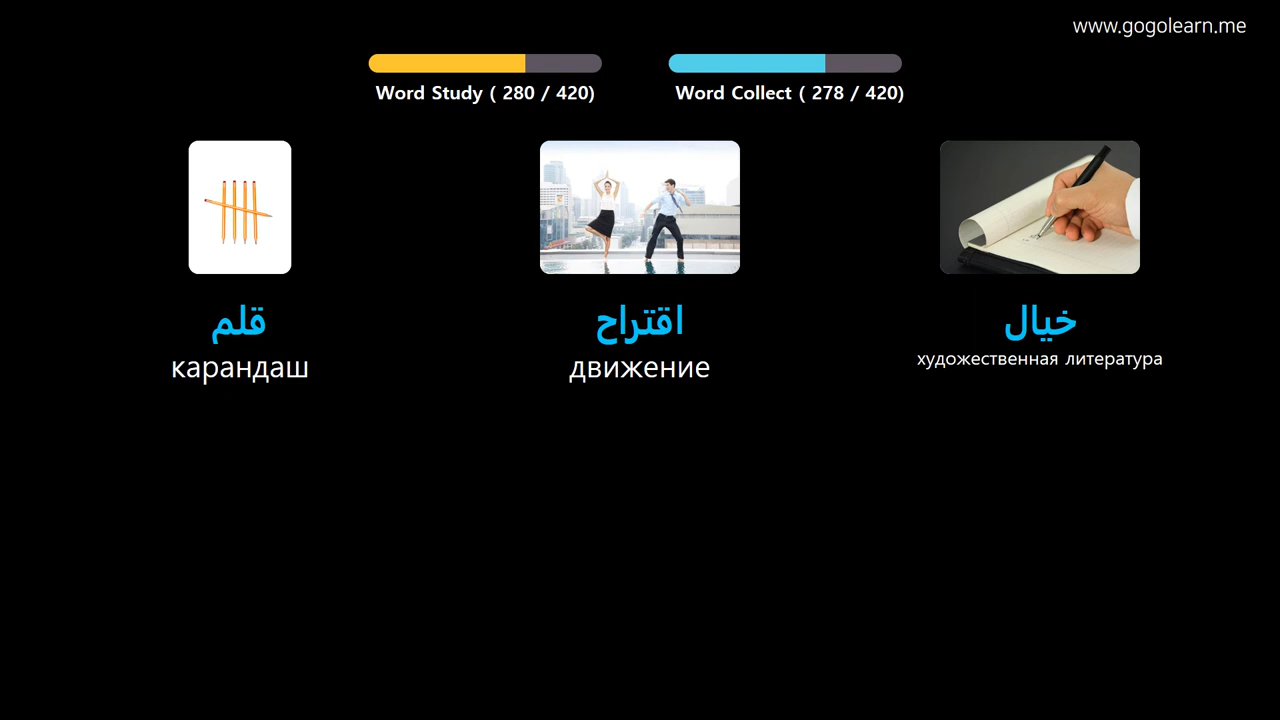 www.gogolearn.me
Word Study ( 280 / 420)
Word Collect ( 278 / 420)
قلم
карандаш
اقتراح
движение
خيال
художественная литература